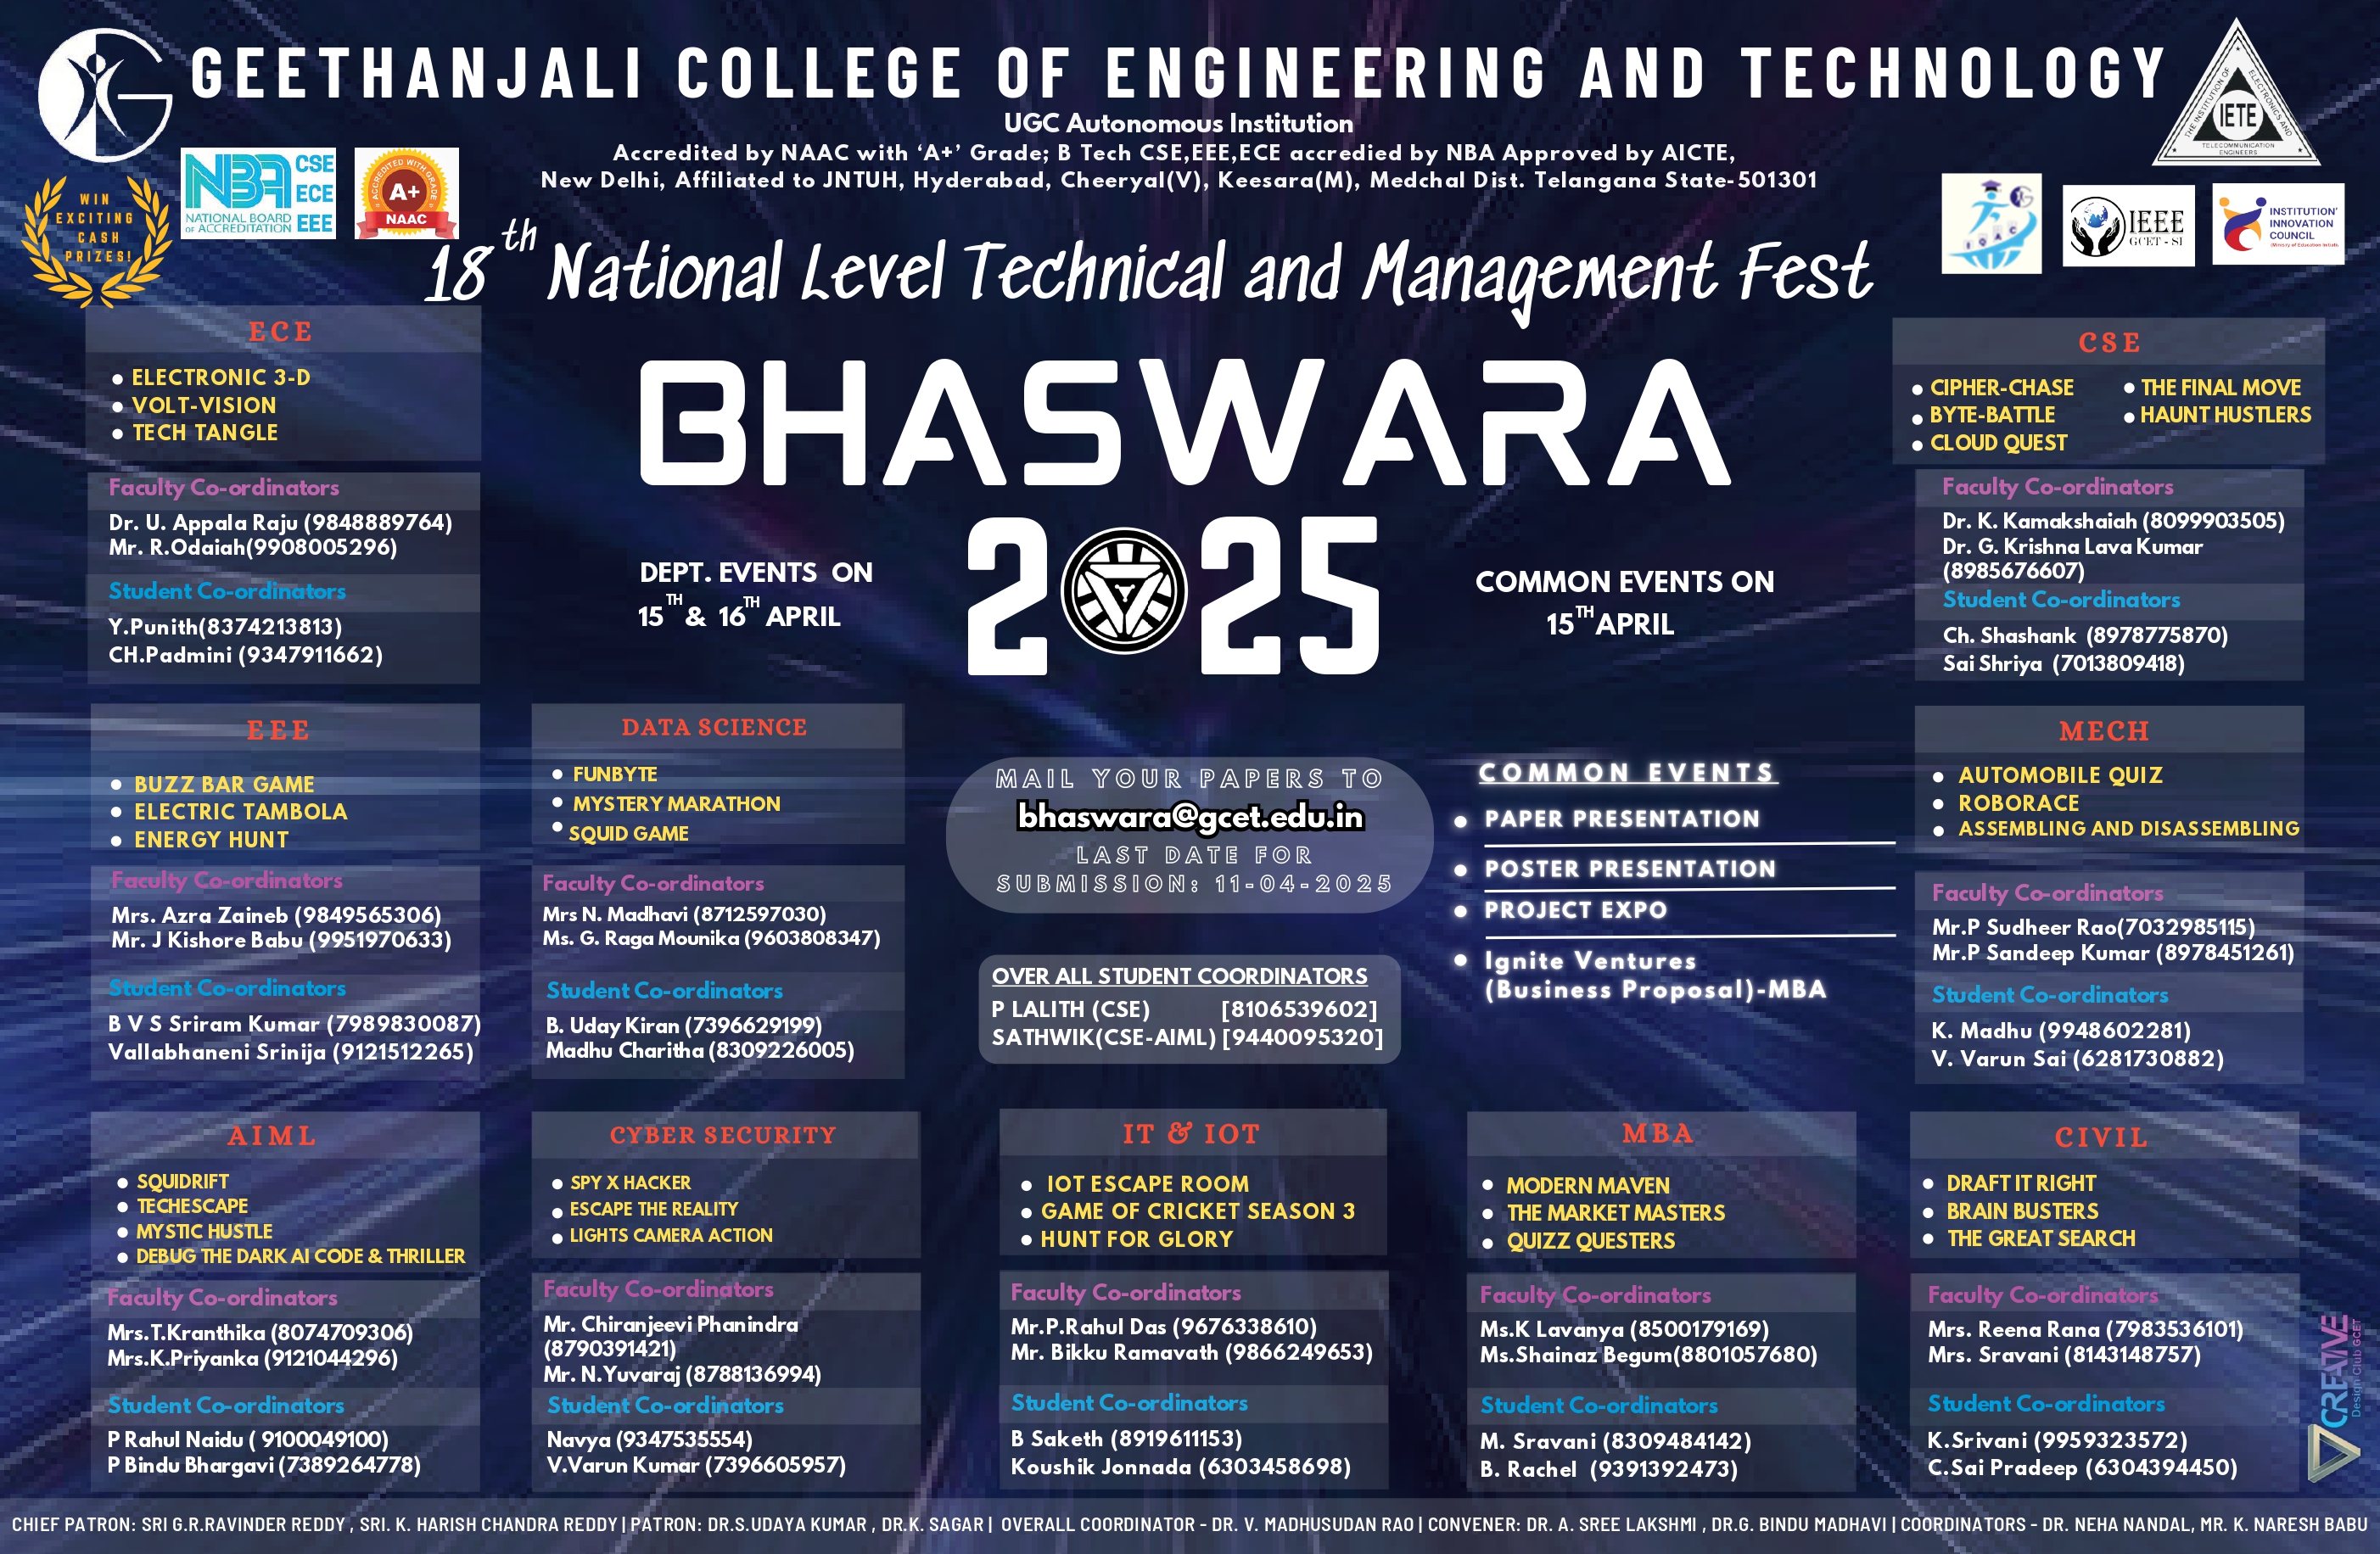 GEETHANJALI COLLEGE OF ENGINEERING AND TECHNOLOGY
UGC Autonomous Institution
Accredited by NAAC with ‘A+’ Grade; B Tech CSE,EEE,ECE accredied by NBA Approved by AICTE,
New Delhi, Affiliated to JNTUH, Hyderabad, Cheeryal(V), Keesara(M), Medchal Dist. Telangana State-501301
WIN
EXCITING
CASH
PRIZES!
NBA
CSE
ECE
EEE
NATIONAL BOARD
OF ACCREDITATION
ACCREDITED WITH GRADE
A+
NAAC
THE INSTITUTION OF
ELECTRONICS AND
IETE
TELECOMMUNICATION
ENGINEERS
IQAC
IEEE
GCET - SI
INSTITUTION'
INNOVATION
COUNCIL
18th National Level Technical and Management Fest
BHASWARA
2025
DEPT. EVENTS ON
15TH & 16TH APRIL
COMMON EVENTS ON
15TH APRIL
ECE
ELECTRONIC 3-D
VOLT-VISION
TECH TANGLE
Faculty Co-ordinators
Dr. U. Appala Raju (9848889764)
Mr. R.Odaiah(9908005296)
Student Co-ordinators
Y.Punith(8374213813)
CH.Padmini (9347911662)
CSE
CIPHER-CHASE
BYTE-BATTLE
CLOUD QUEST
THE FINAL MOVE
HAUNT HUSTLERS
Faculty Co-ordinators
Dr. K. Kamakshaiah (8099903505)
Dr. G. Krishna Lava Kumar
(8985676607)
Student Co-ordinators
Ch. Shashank (8978775870)
Sai Shriya (7013809418)
EEE
BUZZ BAR GAME
ELECTRIC TAMBOLA
ENERGY HUNT
Faculty Co-ordinators
Mrs. Azra Zaineb (9849565306)
Mr. J Kishore Babu (9951970633)
Student Co-ordinators
B V S Sriram Kumar (7989830087)
Vallabhaneni Srinija (9121512265)
DATA SCIENCE
FUNBYTE
MYSTERY MARATHON
SQUID GAME
Faculty Co-ordinators
Mrs N. Madhavi (8712597030)
Ms. G. Raga Mounika (9603808347)
Student Co-ordinators
B. Uday Kiran (7396629199)
Madhu Charitha (8309226005)
MAIL YOUR PAPERS TO
bhaswara@gcet.edu.in
LAST DATE FOR
SUBMISSION: 11-04-2025
OVER ALL STUDENT COORDINATORS
P LALITH (CSE) [8106539602]
SATHWIK(CSE-AIML) [9440095320]
COMMON EVENTS
PAPER PRESENTATION
POSTER PRESENTATION
PROJECT EXPO
Ignite Ventures
(Business Proposal)-MBA
MECH
AUTOMOBILE QUIZ
ROBORACE
ASSEMBLING AND DISASSEMBLING
Faculty Co-ordinators
Mr.P Sudheer Rao(7032985115)
Mr.P Sandeep Kumar (8978451261)
Student Co-ordinators
K. Madhu (9948602281)
V. Varun Sai (6281730882)
AIML
SQUIDRIFT
TECHESCAPE
MYSTIC HUSTLE
DEBUG THE DARK AI CODE & THRILLER
Faculty Co-ordinators
Mrs.T.Kranthika (8074709306)
Mrs.K.Priyanka (9121044296)
Student Co-ordinators
P Rahul Naidu ( 9100049100)
P Bindu Bhargavi (7389264778)
CYBER SECURITY
SPY X HACKER
ESCAPE THE REALITY
LIGHTS CAMERA ACTION
Faculty Co-ordinators
Mr. Chiranjeevi Phanindra
(8790391421)
Mr. N.Yuvaraj (8788136994)
Student Co-ordinators
Navya (9347535554)
V.Varun Kumar (7396605957)
IT & IOT
IOT ESCAPE ROOM
GAME OF CRICKET SEASON 3
HUNT FOR GLORY
Faculty Co-ordinators
Mr.P.Rahul Das (9676338610)
Mr. Bikku Ramavath (9866249653)
Student Co-ordinators
B Saketh (8919611153)
Koushik Jonnada (6303458698)
MBA
MODERN MAVEN
THE MARKET MASTERS
QUIZZ QUESTERS
Faculty Co-ordinators
Ms.K Lavanya (8500179169)
Ms.Shainaz Begum(8801057680)
Student Co-ordinators
M. Sravani (8309484142)
B. Rachel (9391392473)
CIVIL
DRAFT IT RIGHT
BRAIN BUSTERS
THE GREAT SEARCH
Faculty Co-ordinators
Mrs. Reena Rana (7983536101)
Mrs. Sravani (8143148757)
Student Co-ordinators
K.Srivani (9959323572)
C.Sai Pradeep (6304394450)
CREATIVE
Design Club GCET
CHIEF PATRON: SRI G.R.RAVINDER REDDY , SRI. K. HARISH CHANDRA REDDY | PATRON: DR.S.UDAYA KUMAR , DR.K. SAGAR | OVERALL COORDINATOR - DR. V. MADHUSUDAN RAO | CONVENER: DR. A. SREE LAKSHMI , DR.G. BINDU MADHAVI | COORDINATORS - DR. NEHA NANDAL, MR. K. NARESH BABU